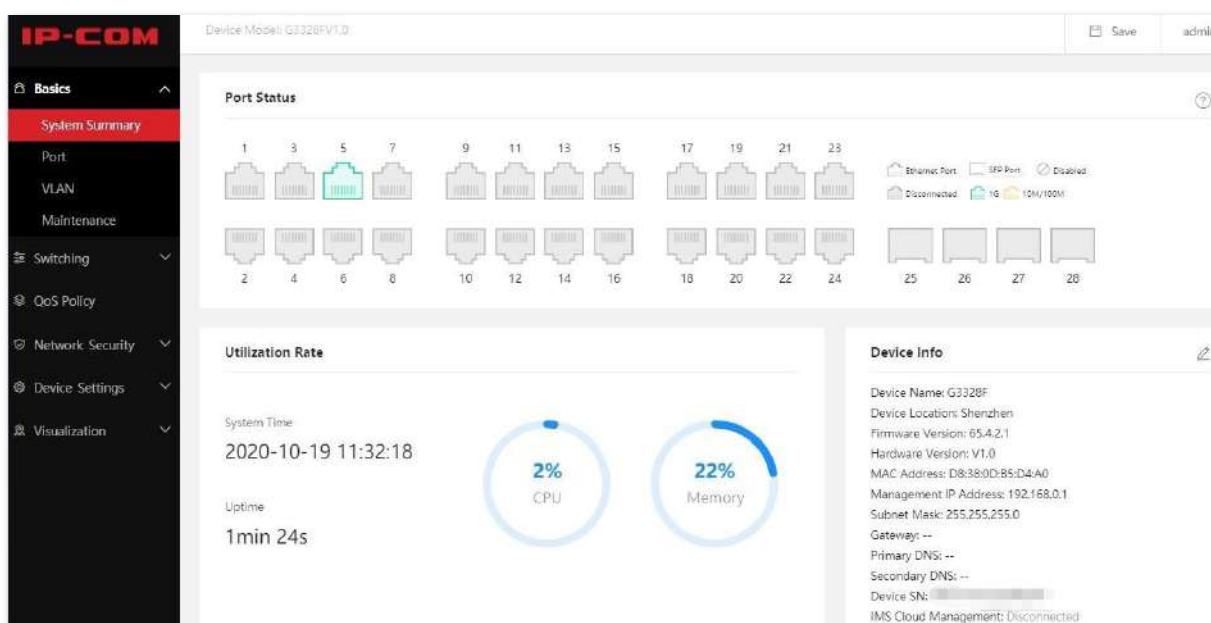 IP-COM
Device Model: G3328FV1.0
Save
admi
Basics
System Summary
Port
VLAN
Maintenance
Switching
QoS Policy
Network Security
Device Settings
Visualization
Port Status
1 3 5 7 9 11 13 15 17 19 21 23
Ethernet Port SFP Port Disabled
Disconnected 1G 10M/100M
2 4 6 8 10 12 14 16 18 20 22 24 25 26 27 28
Utilization Rate
System Time
2020-10-19 11:32:18
Uptime
1min 24s
2%
CPU
22%
Memory
Device Info
Device Name: G3328F
Device Location: Shenzhen
Firmware Version: 65.4.2.1
Hardware Version: V1.0
MAC Address: D8:38:0D:B5:D4:A0
Management IP Address: 192.168.0.1
Subnet Mask: 255.255.255.0
Gateway: --
Primary DNS: --
Secondary DNS: --
Device SN:
IMS Cloud Management: Disconnected